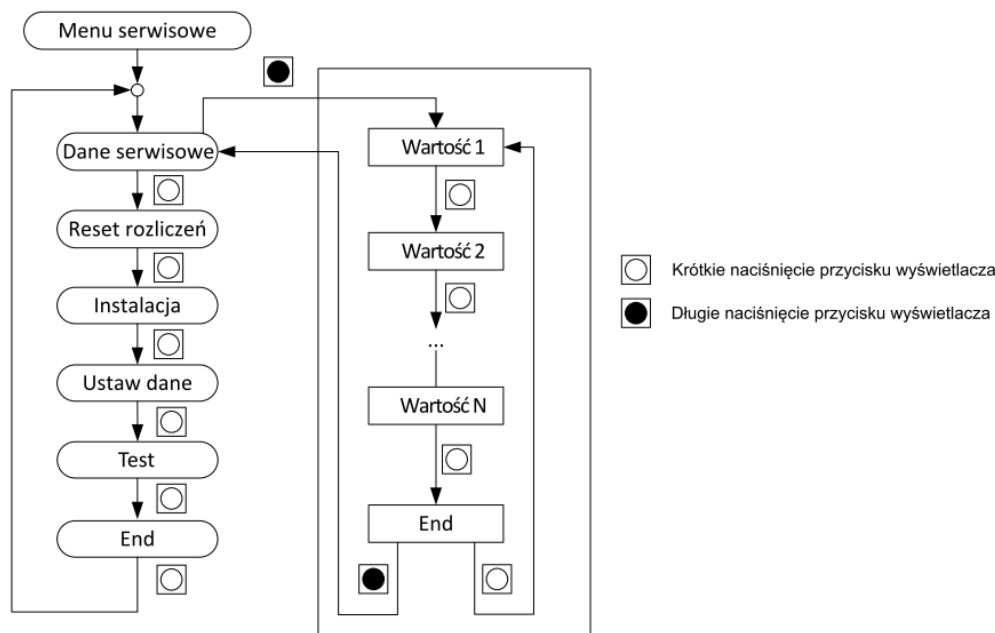 Menu serwisowe
Dane serwisowe
Reset rozliczeń
Instalacja
Ustaw dane
Test
End
Wartość 1
Wartość 2
...
Wartość N
End
Krótkie naciśnięcie przycisku wyświetlacza
Długie naciśnięcie przycisku wyświetlacza